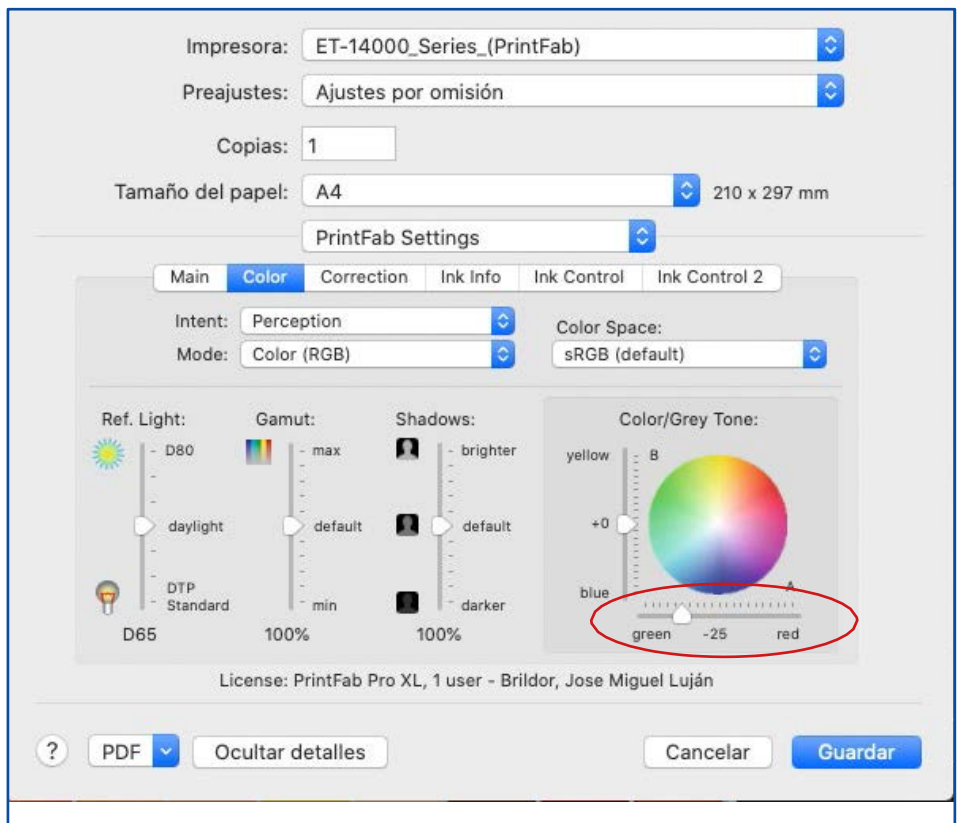 Impresora: ET-14000_Series_(PrintFab)
Preajustes: Ajustes por omisión
Copias: 1
Tamaño del papel: A4 210 x 297 mm
PrintFab Settings
Main Color Correction Ink Info Ink Control Ink Control 2
Intent: Perception
Color Space:
Mode: Color (RGB) sRGB (default)
Ref. Light: Gamut: Shadows: Color/Grey Tone:
D80 max brighter yellow B
daylight default default +0
blue A
DTP
Standard min darker
green -25 red
D65 100% 100%
License: PrintFab Pro XL, 1 user - Brildor, Jose Miguel Luján
? PDF Ocultar detalles Cancelar Guardar